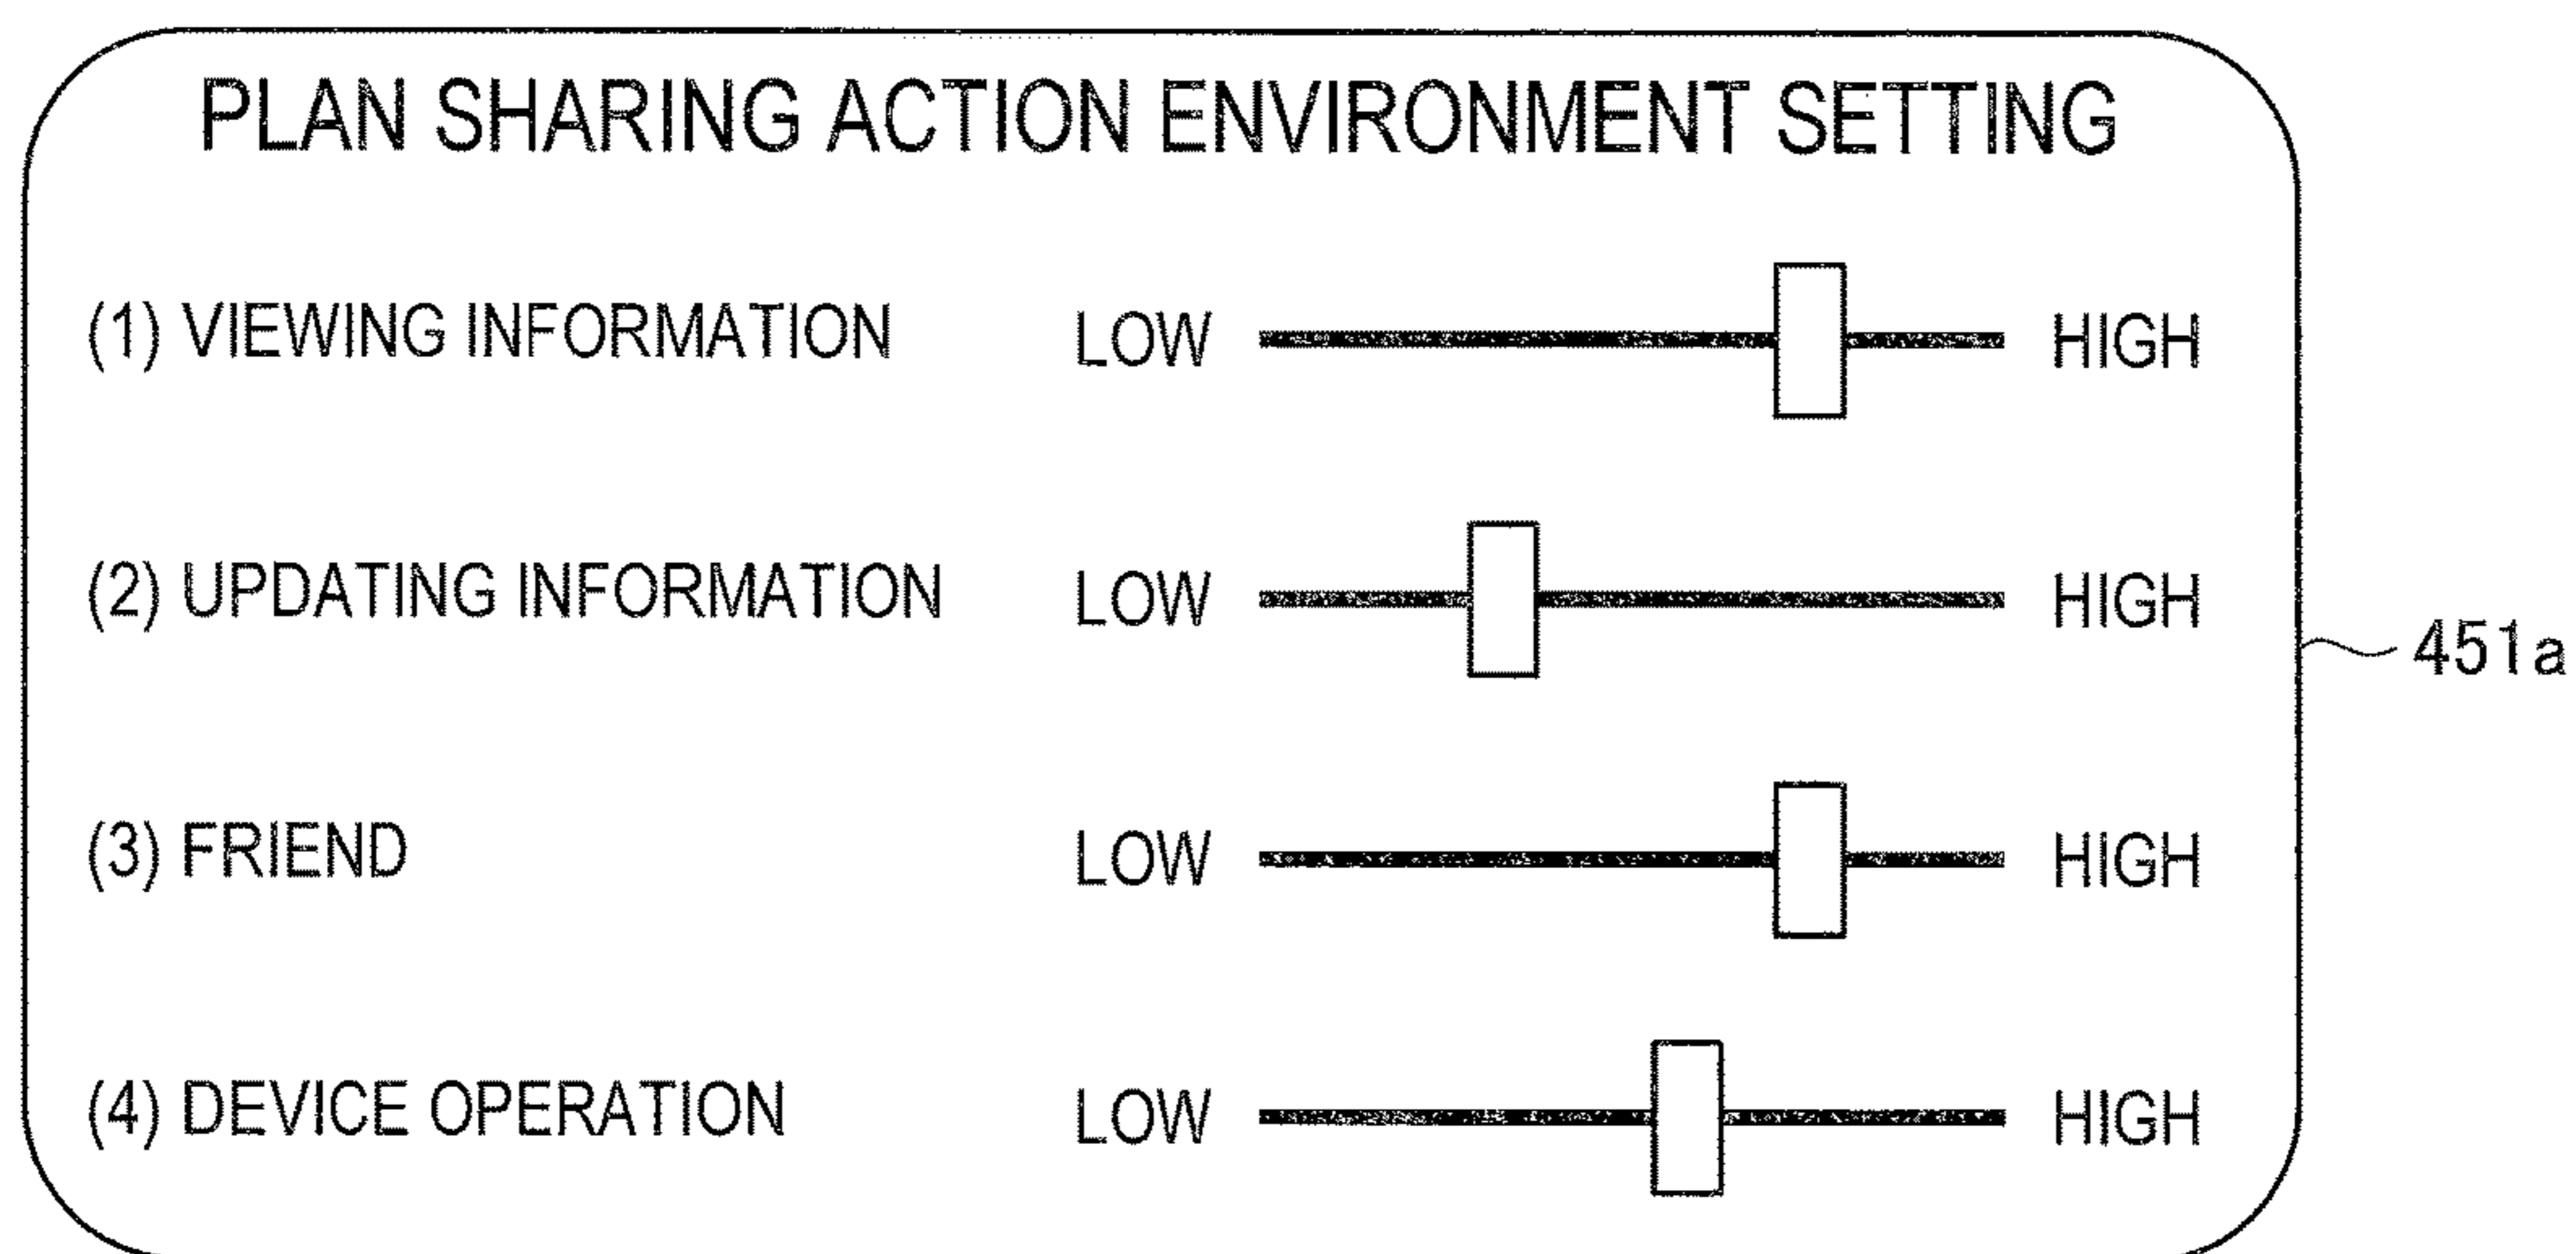 PLAN SHARING ACTION ENVIRONMENT SETTING
(1) VIEWING INFORMATION LOW HIGH
(2) UPDATING INFORMATION LOW HIGH
451a
(3) FRIEND LOW HIGH
(4) DEVICE OPERATION LOW HIGH